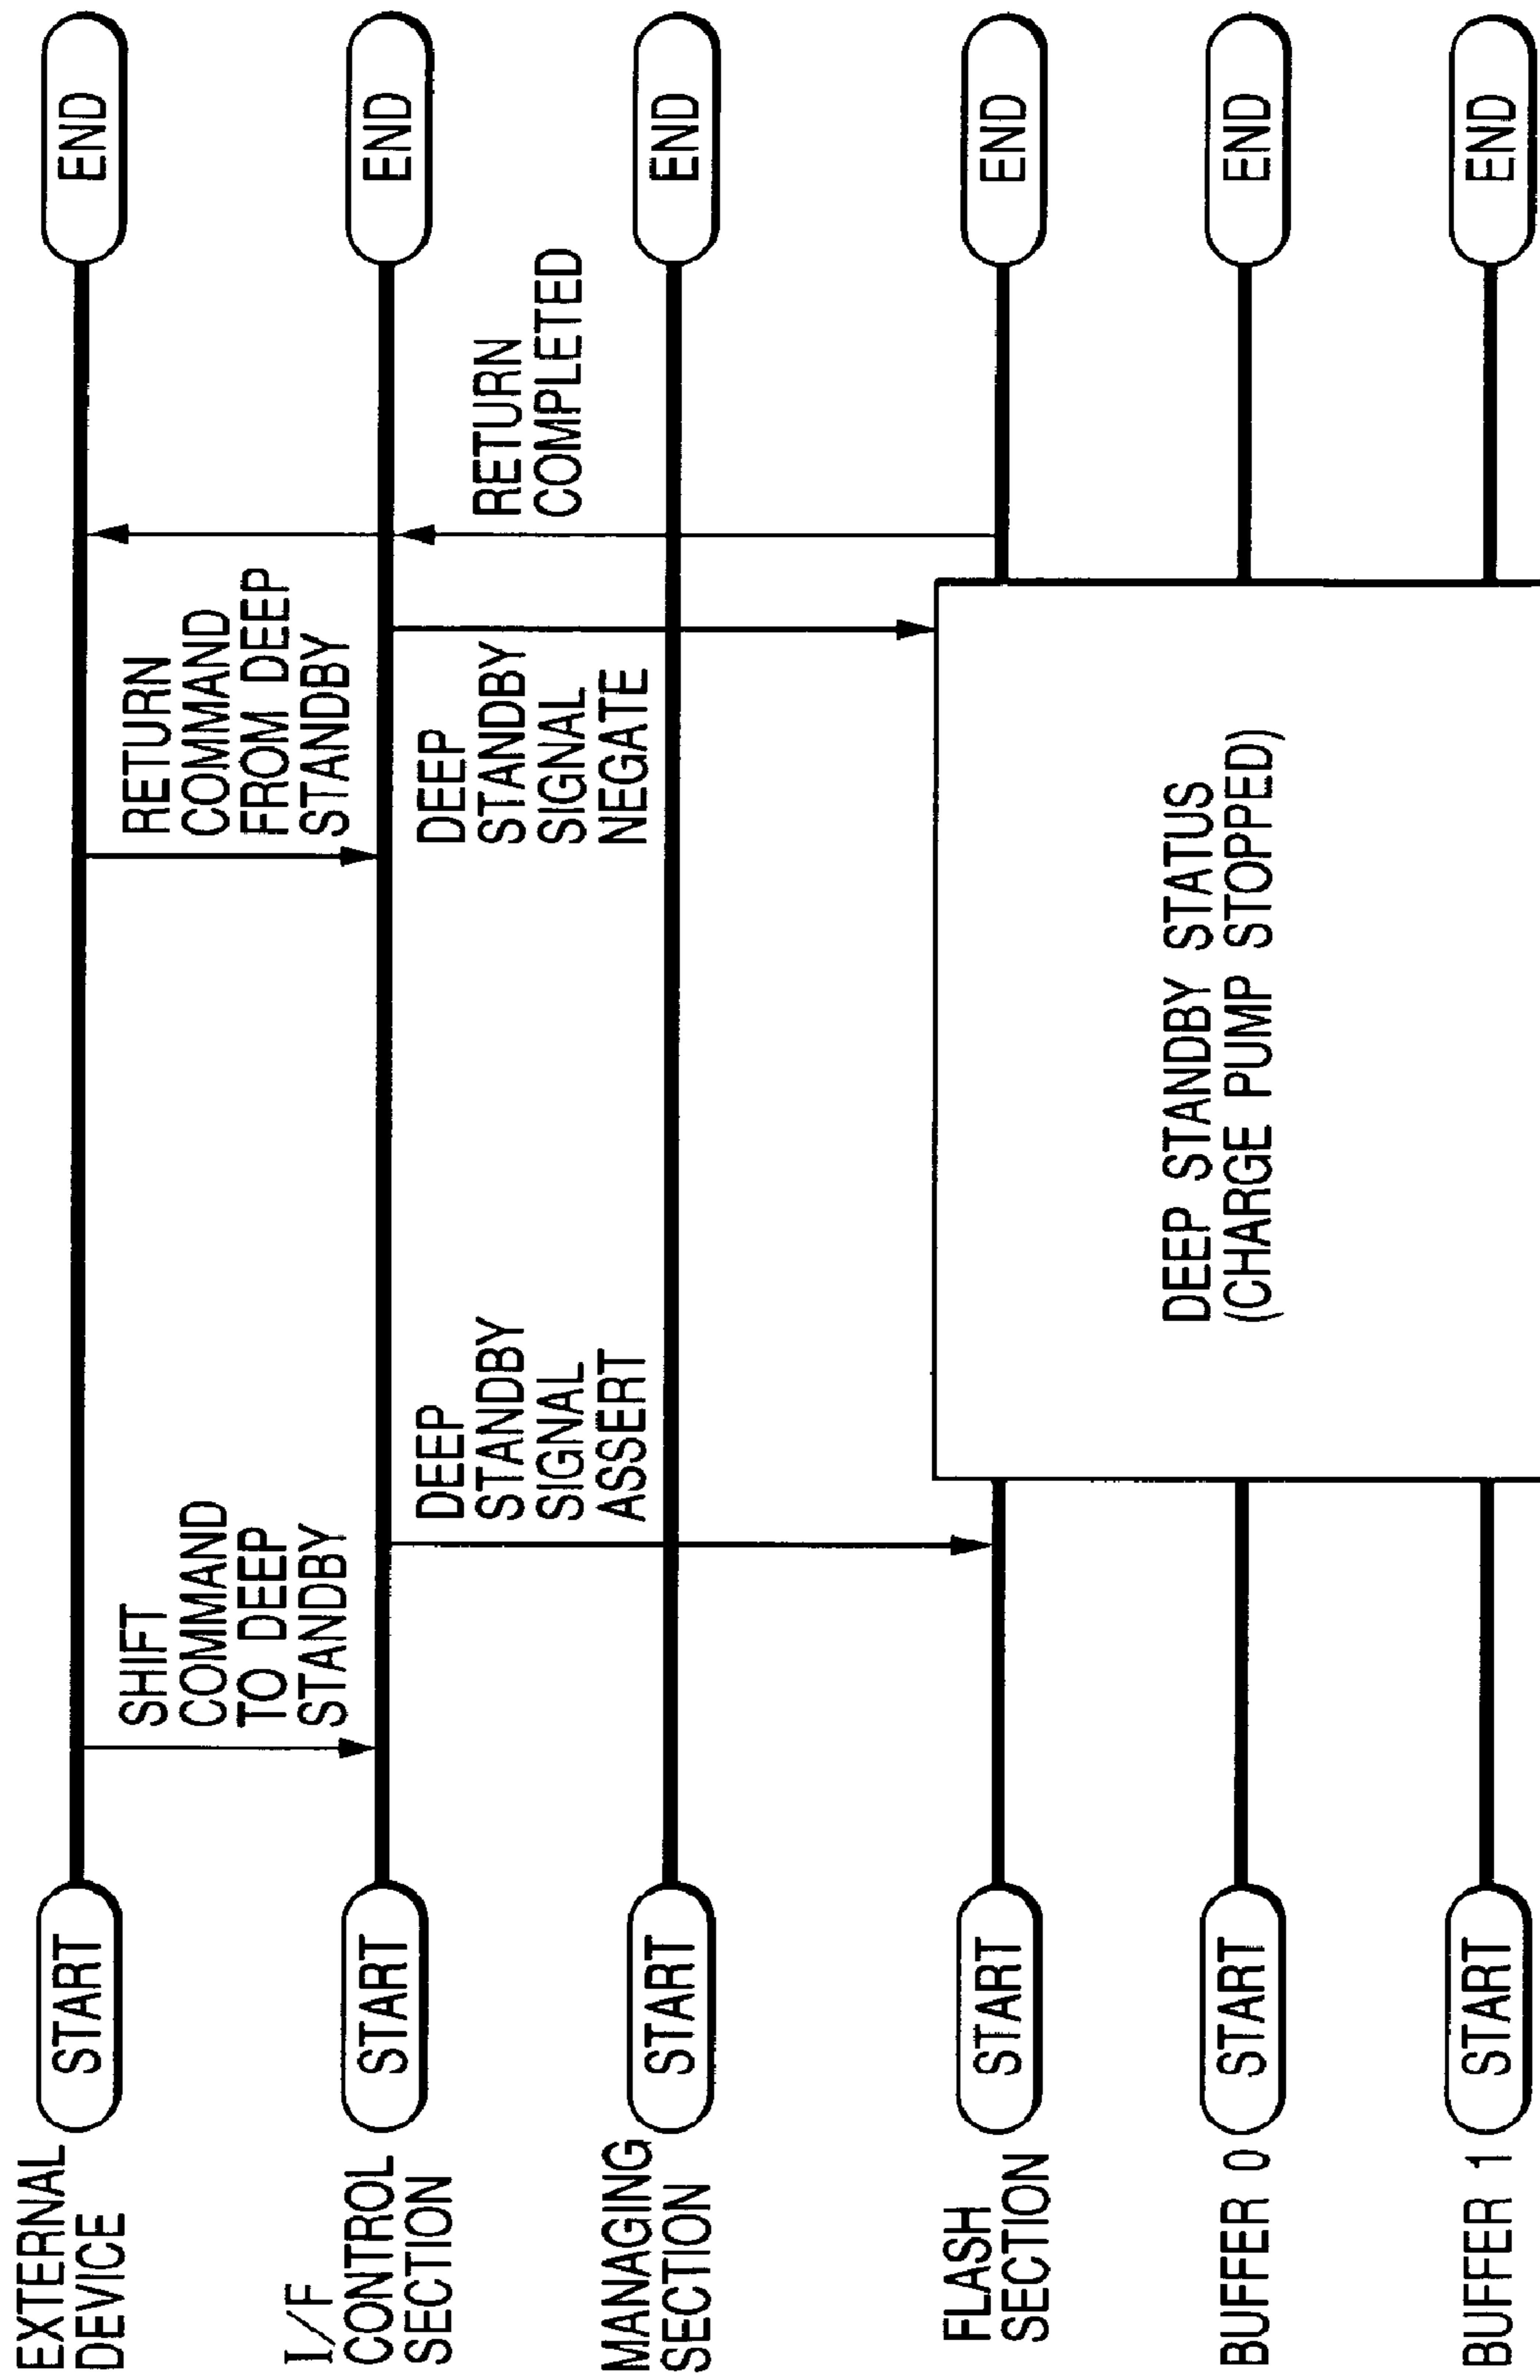 EXTERNAL
DEVICE
START
SHIFT
COMMAND
TO DEEP
STANDBY
RETURN
COMMAND
FROM DEEP
STANDBY
END
I/F
CONTROL
SECTION
START
DEEP
STANDBY
SIGNAL
ASSERT
DEEP
STANDBY
SIGNAL
NEGATE
RETURN
COMPLETED
END
MANAGING
SECTION
START
END
FLASH
SECTION
START
END
DEEP STANDBY STATUS
(CHARGE PUMP STOPPED)
BUFFER 0
START
END
BUFFER 1
START
END